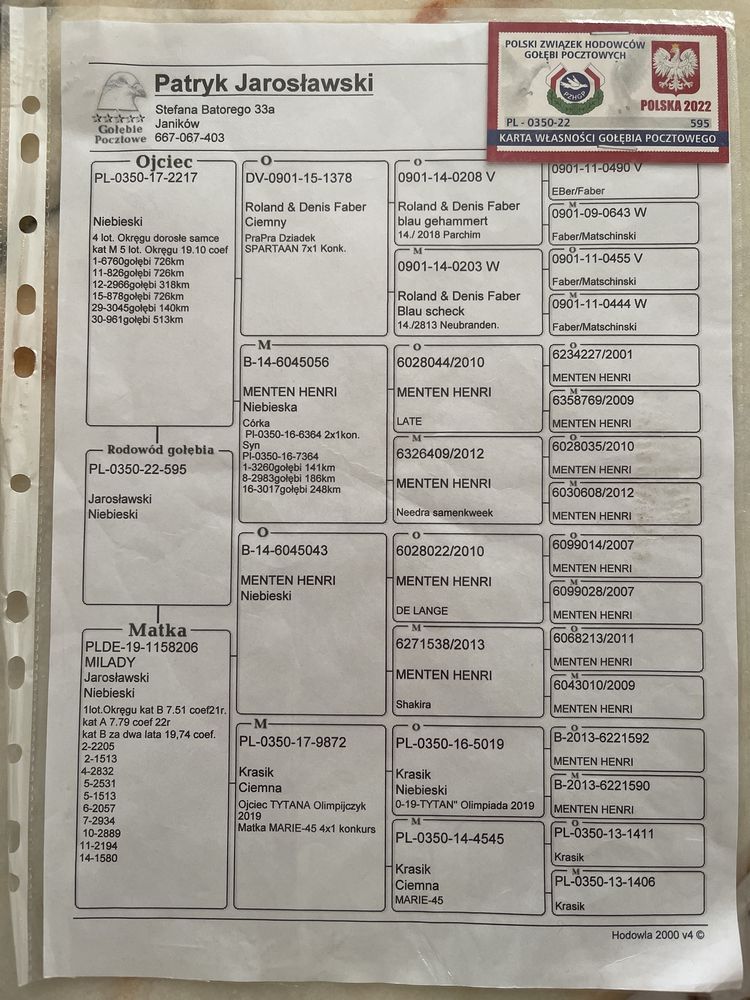 Patryk Jarosławski
Stefana Batorego 33a
Janików
667-067-403
Gołębie
Pocztowe
POLSKI ZWIĄZEK HODOWCÓW
GOŁĘBI POCZTOWYCH
PZHGP
POLSKA 2022
PL - 0350-22 595
KARTA WŁASNOŚCI GOŁĘBIA POCZTOWEGO
Ojciec
PL-0350-17-2217
Niebieski
4 lot. Okręgu dorosłe samce
kat M 5 lot. Okręgu 19.10 coef
1-6760gołębi 726km
11-826gołębi 726km
12-2966gołębi 318km
15-878gołębi 726km
29-3045gołębi 140km
30-961gołębi 513km
Rodowód gołębia
PL-0350-22-595
Jarosławski
Niebieski
Matka
PLDE-19-1158206
MILADY
Jarosławski
Niebieski
1lot.Okręgu kat B 7.51 coef21r.
kat A 7.79 coef 22r
kat B za dwa lata 19,74 coef.
2-2205
2-1513
4-2832
5-2531
5-1513
6-2057
7-2934
10-2889
11-2194
14-1580
O
DV-0901-15-1378
Roland & Denis Faber
Ciemny
PraPra Dziadek
SPARTAAN 7x1 Konk.
M
B-14-6045056
MENTEN HENRI
Niebieska
Córka
Pl-0350-16-6364 2x1kon.
Syn
Pl-0350-16-7364
1-3260gołębi 141km
8-2983gołębi 186km
16-3017gołębi 248km
O
B-14-6045043
MENTEN HENRI
Niebieski
M
PL-0350-17-9872
Krasik
Ciemna
Ojciec TYTANA Olimpijczyk
2019
Matka MARIE-45 4x1 konkurs
O
0901-14-0208 V
Roland & Denis Faber
blau gehammert
14./ 2018 Parchim
M
0901-14-0203 W
Roland & Denis Faber
Blau scheck
14./2813 Neubranden.
O
6028044/2010
MENTEN HENRI
LATE
M
6326409/2012
MENTEN HENRI
Needra samenkweek
O
6028022/2010
MENTEN HENRI
DE LANGE
M
6271538/2013
MENTEN HENRI
Shakira
O
PL-0350-16-5019
Krasik
Niebieski
0-19-TYTAN" Olimpiada 2019
M
PL-0350-14-4545
Krasik
Ciemna
MARIE-45
0901-11-0490 V
EBer/Faber
M
0901-09-0643 W
Faber/Matschinski
O
0901-11-0455 V
Faber/Matschinski
M
0901-11-0444 W
Faber/Matschinski
O
6234227/2001
MENTEN HENRI
M
6358769/2009
MENTEN HENRI
O
6028035/2010
MENTEN HENRI
M
6030608/2012
MENTEN HENRI
O
6099014/2007
MENTEN HENRI
M
6099028/2007
MENTEN HENRI
O
6068213/2011
MENTEN HENRI
M
6043010/2009
MENTEN HENRI
O
B-2013-6221592
MENTEN HENRI
M
B-2013-6221590
MENTEN HENRI
O
PL-0350-13-1411
Krasik
M
PL-0350-13-1406
Krasik
Hodowla 2000 v4 ©